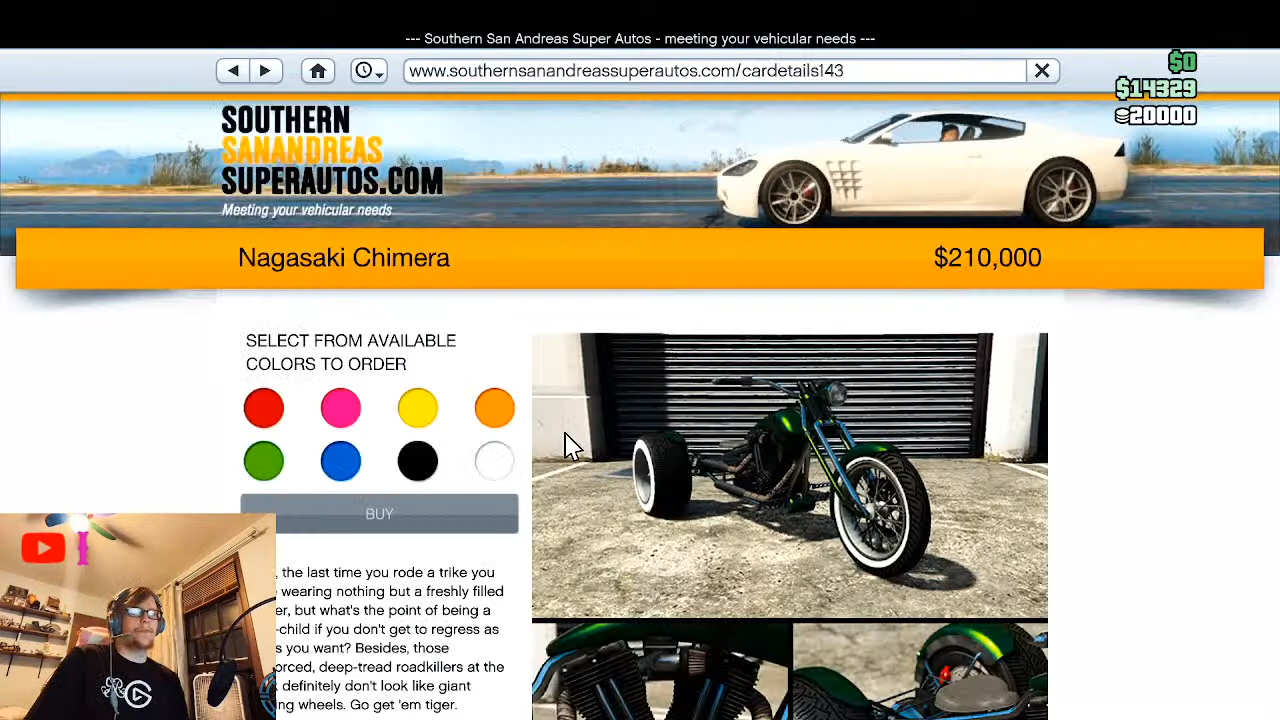 --- Southern San Andreas Super Autos - meeting your vehicular needs ---
www.southernsanandreassuperautos.com/cardetails143
$0
$14329
20000
SOUTHERN
SANANDREAS
SUPERAUTOS.COM
Meeting your vehicular needs
Nagasaki Chimera
$210,000
SELECT FROM AVAILABLE
COLORS TO ORDER
BUY
, the last time you rode a trike you
wearing nothing but a freshly filled
er, but what's the point of being a
-child if you don't get to regress as
s you want? Besides, those
orced, deep-tread roadkillers at the
definitely don't look like giant
ng wheels. Go get 'em tiger.